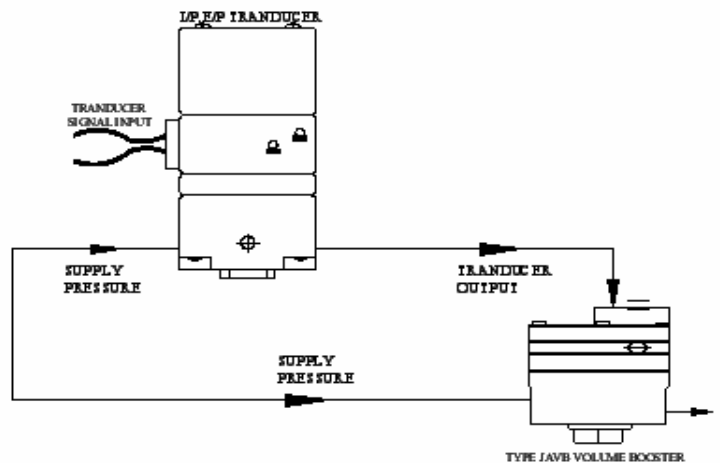 I/P,E/P TRANDUCER
TRANDUCER
SIGNAL INPUT
SUPPLY
PRESSURE
TRANDUCER
OUTPUT
SUPPLY
PRESSURE
TYPE JAVB VOLUME BOOSTER